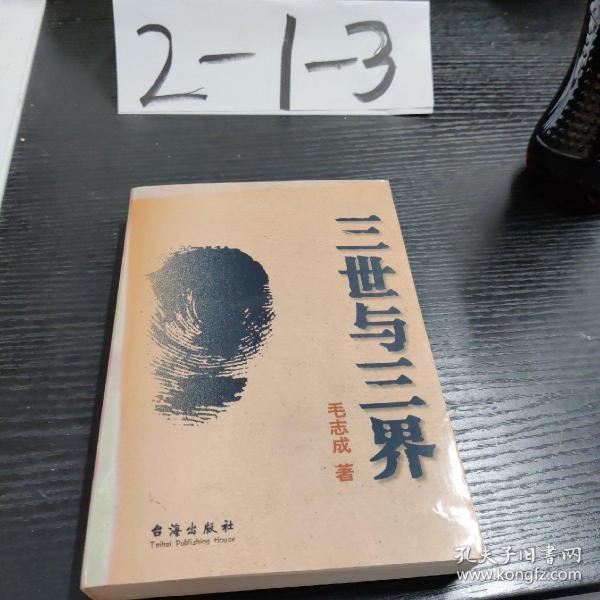 2-1-3
三世与三界
毛志成 著
台海出版社
Taihai Publishing House
孔夫子旧书网
www.kongfz.com